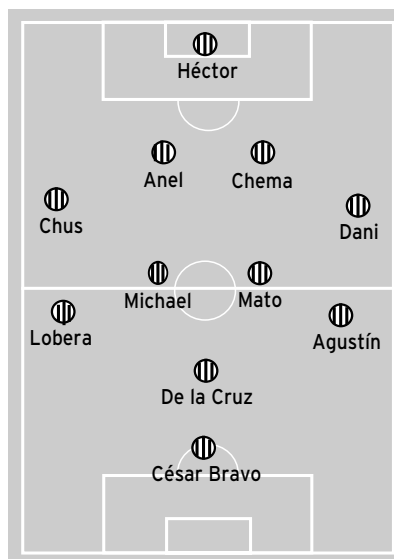 Héctor
Anel
Chema
Chus
Dani
Michael
Mato
Lobera
Agustín
De la Cruz
César Bravo